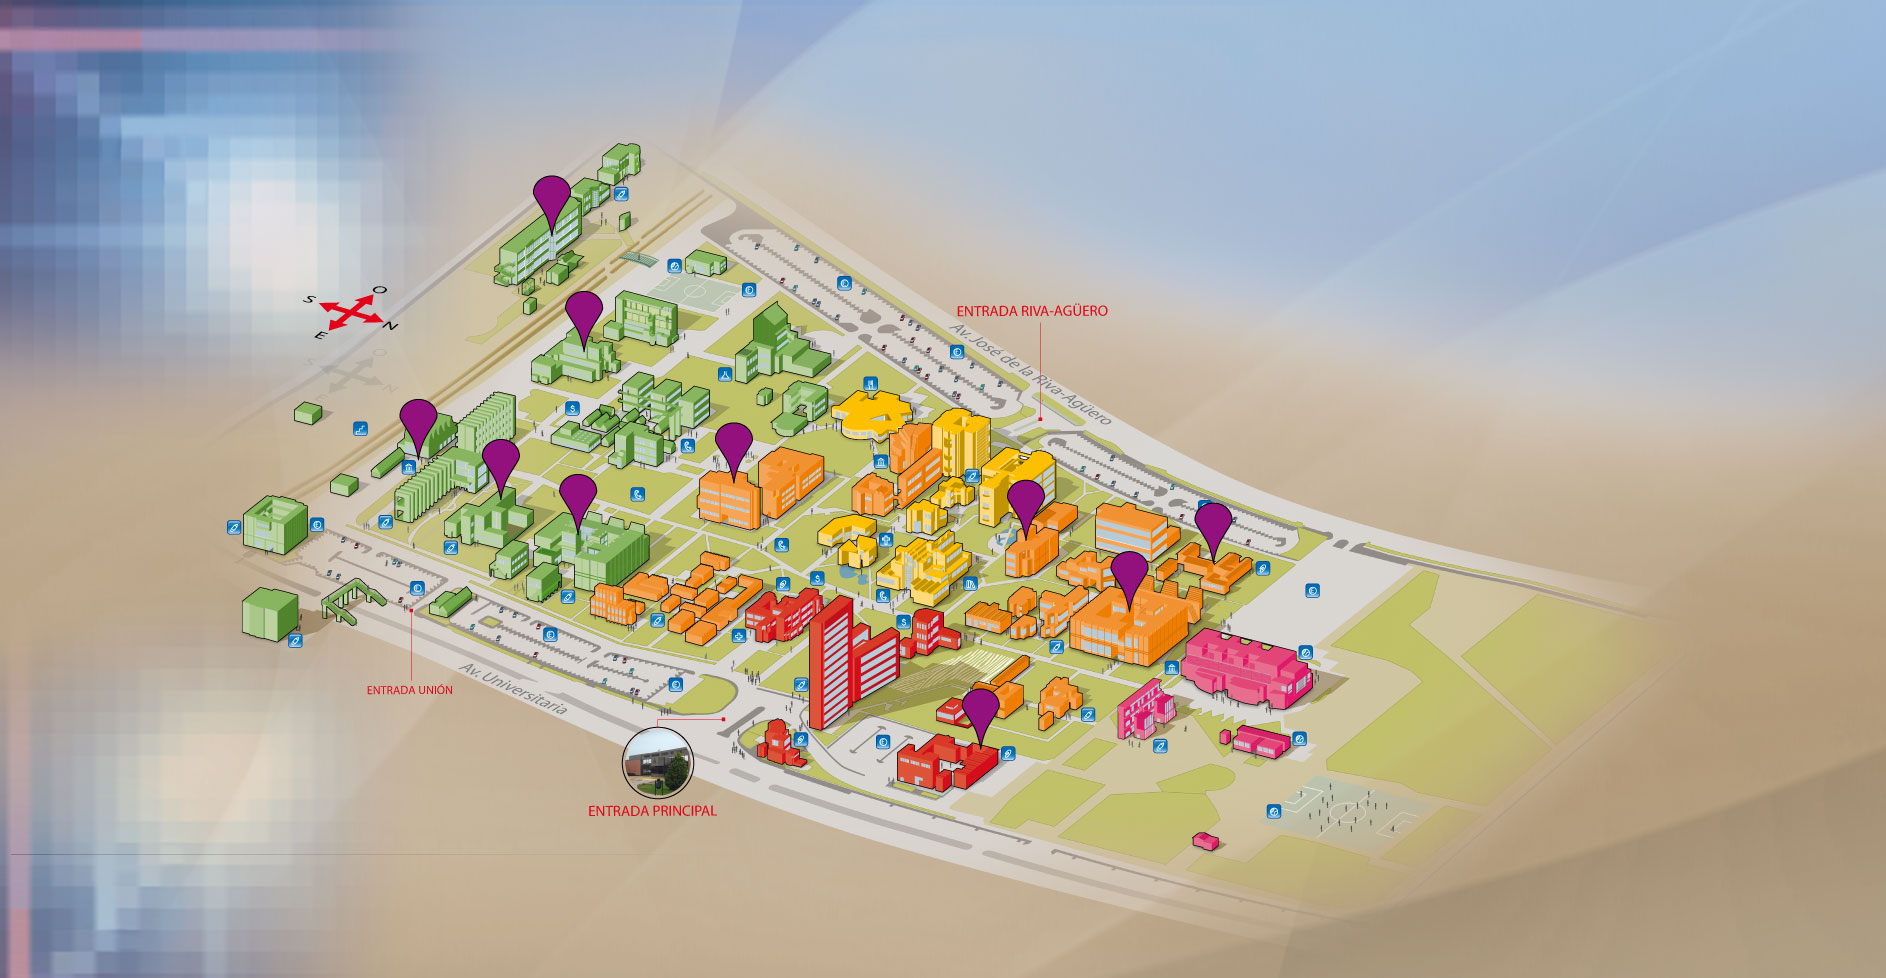 ENTRADA RIVA-AGÜERO
Av. José de la Riva-Agüero
O
S
N
E
S
O
N
ENTRADA UNIÓN
Av. Universitaria
ENTRADA PRINCIPAL